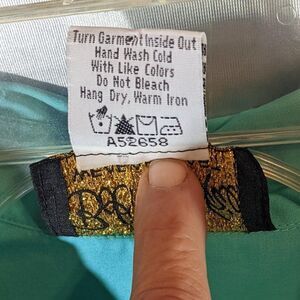 Turn Garment Inside Out
Hand Wash Cold
With Like Colors
Do Not Bleach
Hang Dry, Warm Iron
A52658